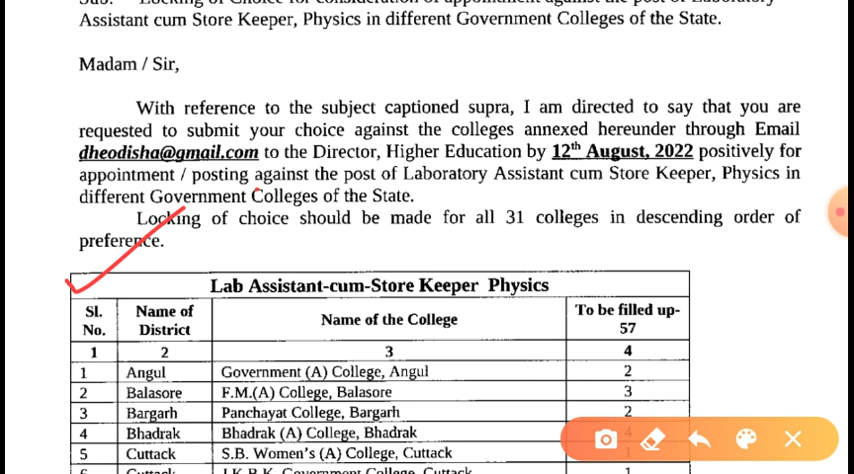 Assistant cum Store Keeper, Physics in different Government Colleges of the State.
Madam / Sir,
With reference to the subject captioned supra, I am directed to say that you are
requested to submit your choice against the colleges annexed hereunder through Email
dheodisha@gmail.com to the Director, Higher Education by 12th August, 2022 positively for
appointment / posting against the post of Laboratory Assistant cum Store Keeper, Physics in
different Government Colleges of the State.
Locking of choice should be made for all 31 colleges in descending order of
preference.
Lab Assistant-cum-Store Keeper Physics
Sl. No. Name of District Name of the College To be filled up-57
1 2 3 4
1 Angul Government (A) College, Angul 2
2 Balasore F.M.(A) College, Balasore 3
3 Bargarh Panchayat College, Bargarh 2
4 Bhadrak Bhadrak (A) College, Bhadrak 4
5 Cuttack S.B. Women's (A) College, Cuttack 1